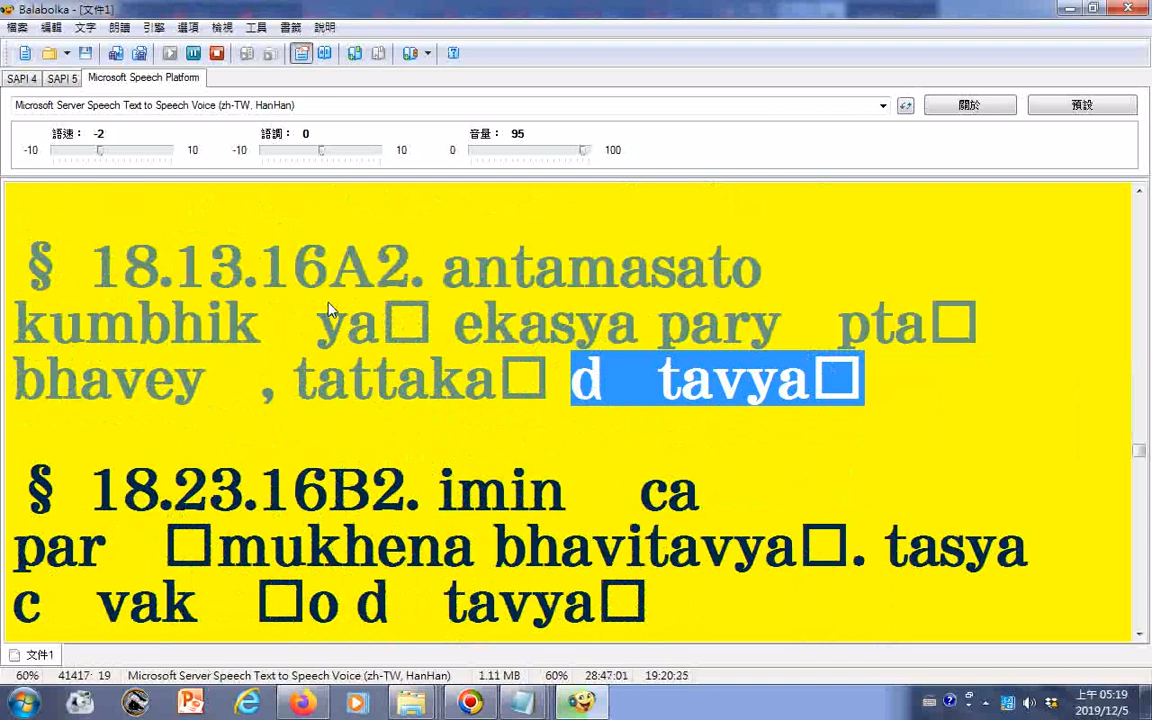 Balabolka - [文件1]
檔案 編輯 文字 朗讀 引擎 選項 檢視 工具 書籤 說明
SAPI 4 SAPI 5 Microsoft Speech Platform
Microsoft Server Speech Text to Speech Voice (zh-TW, HanHan) 關於 預設
語速： -2 語調： 0 音量： 95
-10 10 -10 10 0 100
§ 18.13.16A2. antamasato
kumbhik ya□ ekasya pary pta□
bhavey , tattaka□ d tavya□
§ 18.23.16B2. imin ca
par □mukhena bhavitavya□. tasya
c vak □o d tavya□
文件1
60% 41417: 19 Microsoft Server Speech Text to Speech Voice (zh-TW, HanHan) 1.11 MB 60% 28:47:01 19:20:25
上午 05:19
2019/12/5